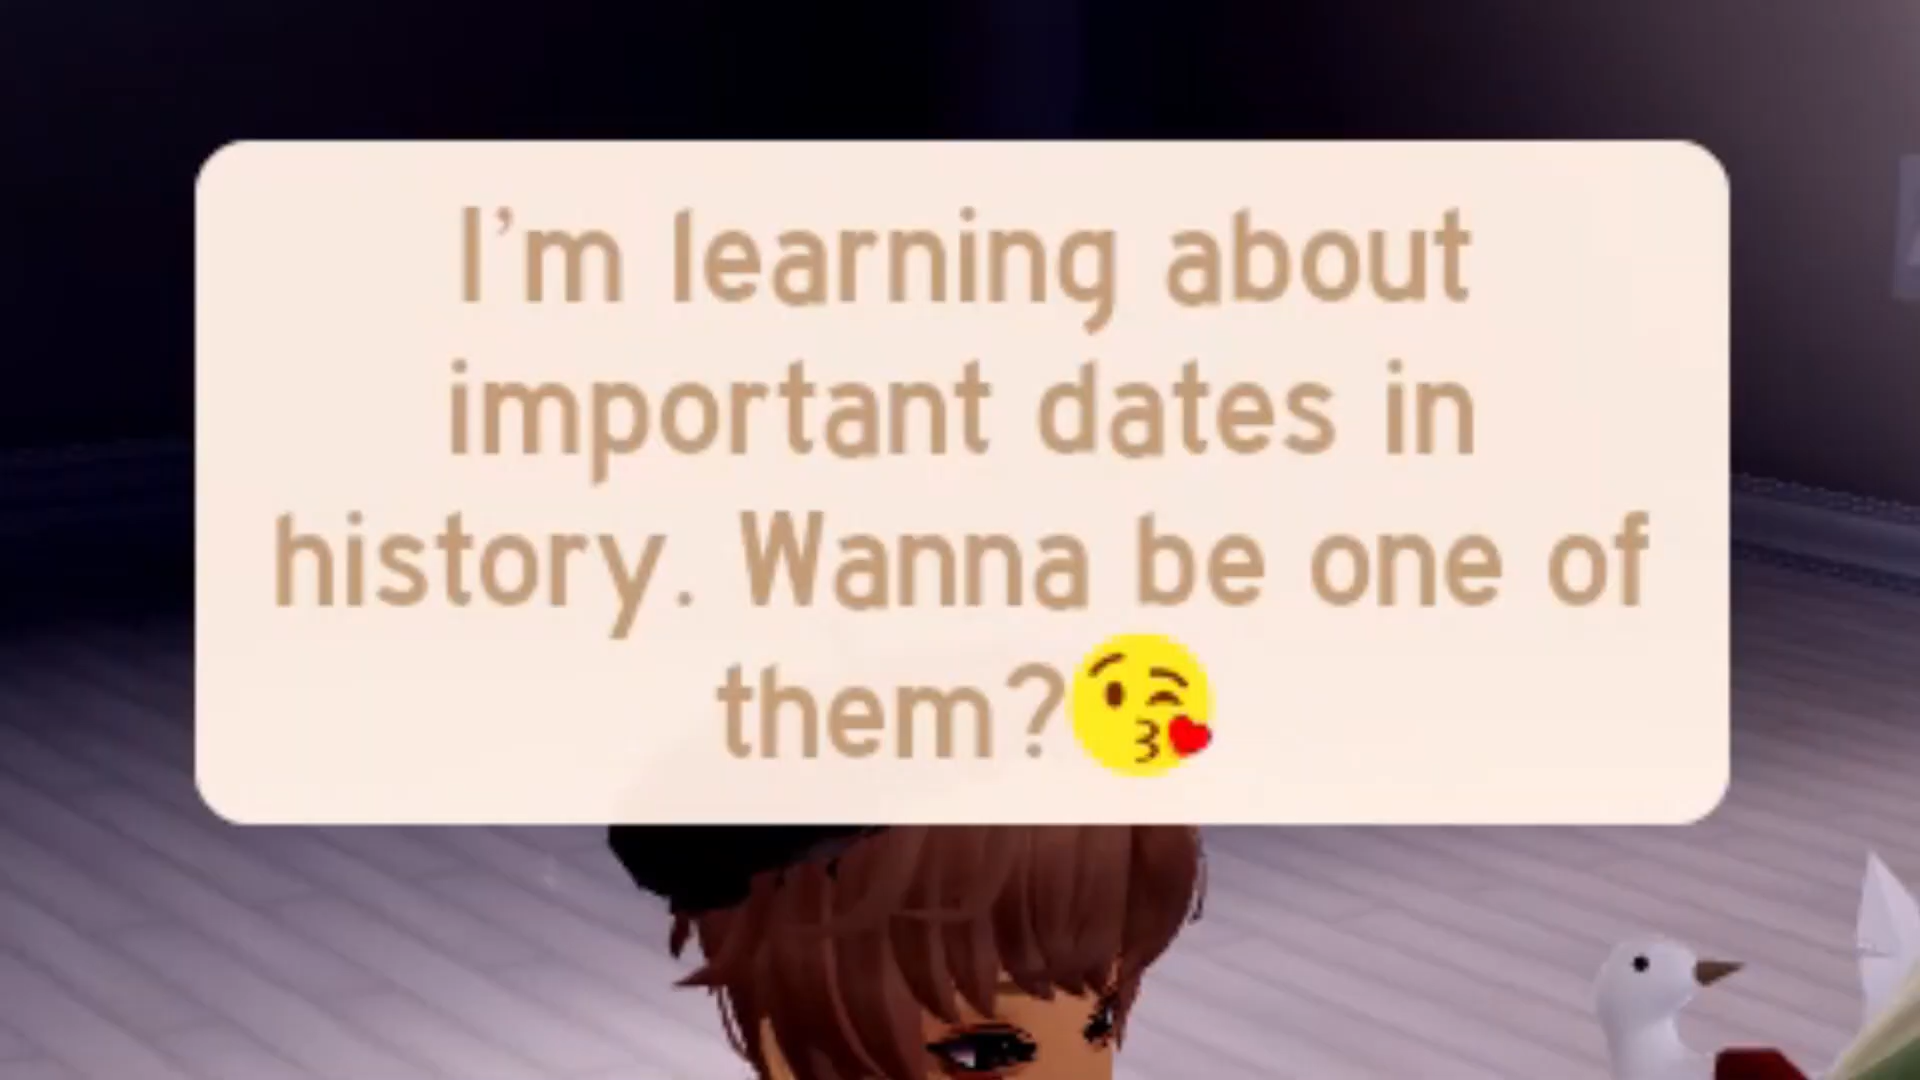 I'm learning about
important dates in
history. Wanna be one of
them?😘